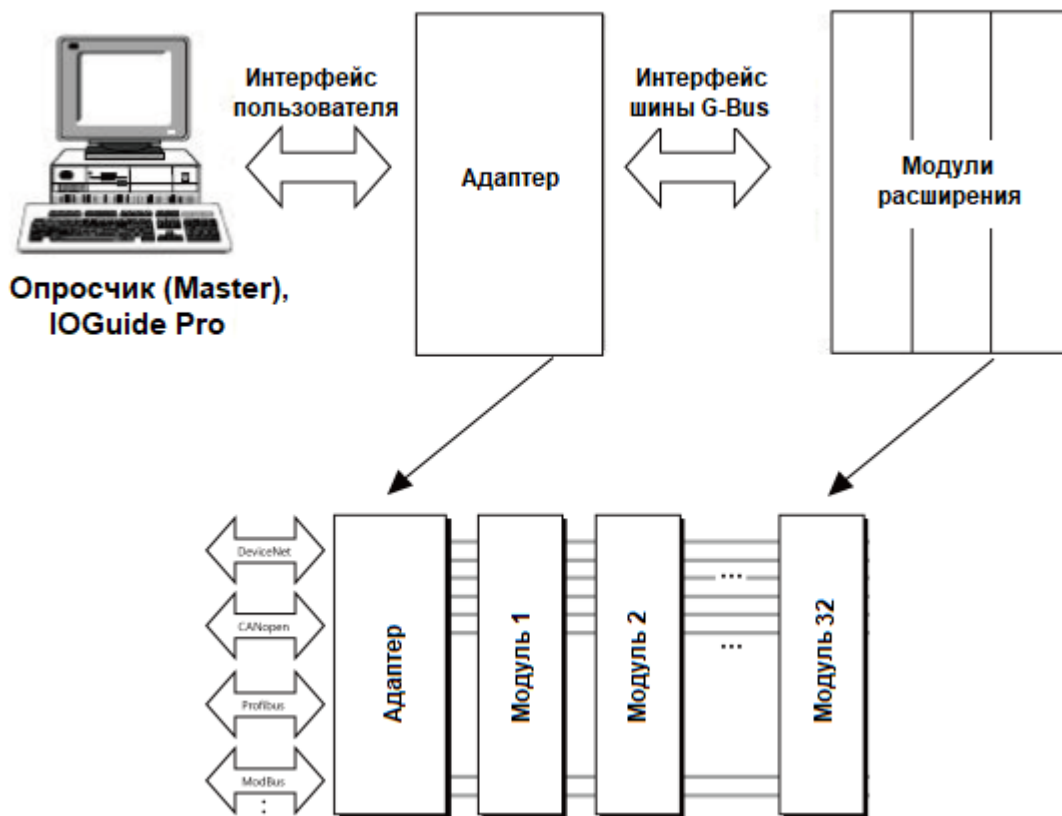 Интерфейс
пользователя
Интерфейс
шины G-Bus
Адаптер
Модули
расширения
Опросчик (Master),
IOGuide Pro
DeviceNet
CANopen
Profibus
ModBus
:
Адаптер
Модуль 1
Модуль 2
...
...
Модуль 32